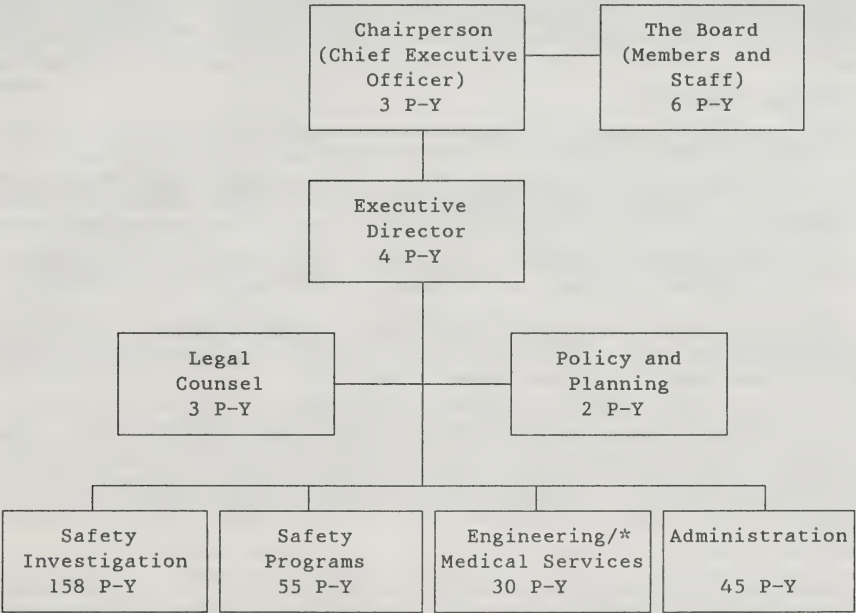 Chairperson
(Chief Executive
Officer)
3 P-Y
The Board
(Members and
Staff)
6 P-Y
Executive
Director
4 P-Y
Legal
Counsel
3 P-Y
Policy and
Planning
2 P-Y
Safety
Investigation
158 P-Y
Safety
Programs
55 P-Y
Engineering/*
Medical Services
30 P-Y
Administration
45 P-Y